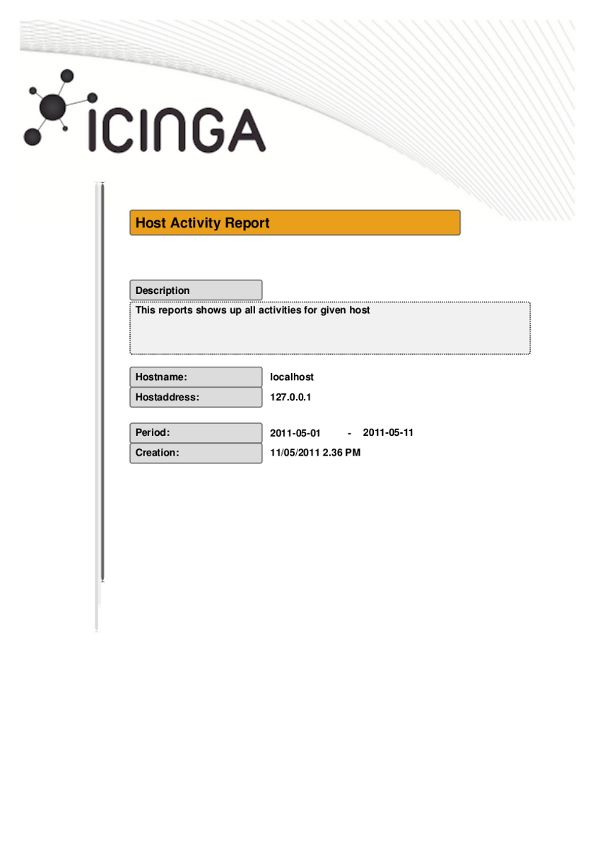 ICINGA
Host Activity Report
Description
This reports shows up all activities for given host
Hostname: localhost
Hostaddress: 127.0.0.1
Period: 2011-05-01 - 2011-05-11
Creation: 11/05/2011 2.36 PM